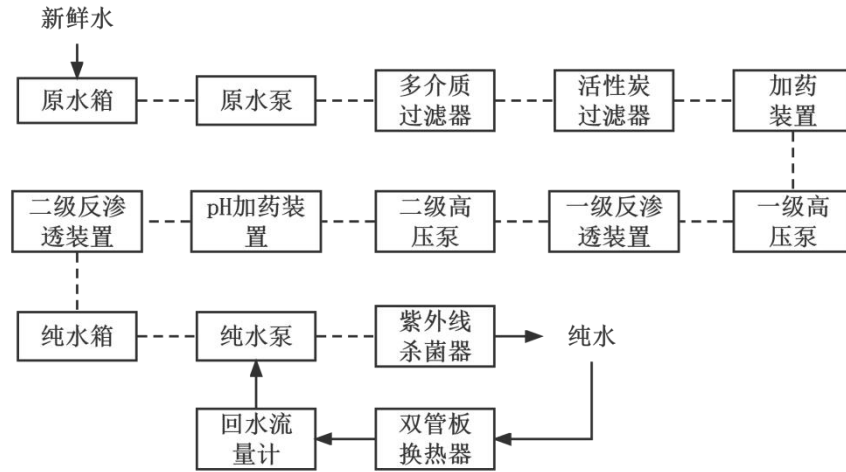 新鲜水
原水箱
原水泵
多介质
过滤器
活性炭
过滤器
加药
装置
二级反渗
透装置
pH加药装
置
二级高
压泵
一级反渗
透装置
一级高
压泵
纯水箱
纯水泵
紫外线
杀菌器
纯水
回水流
量计
双管板
换热器